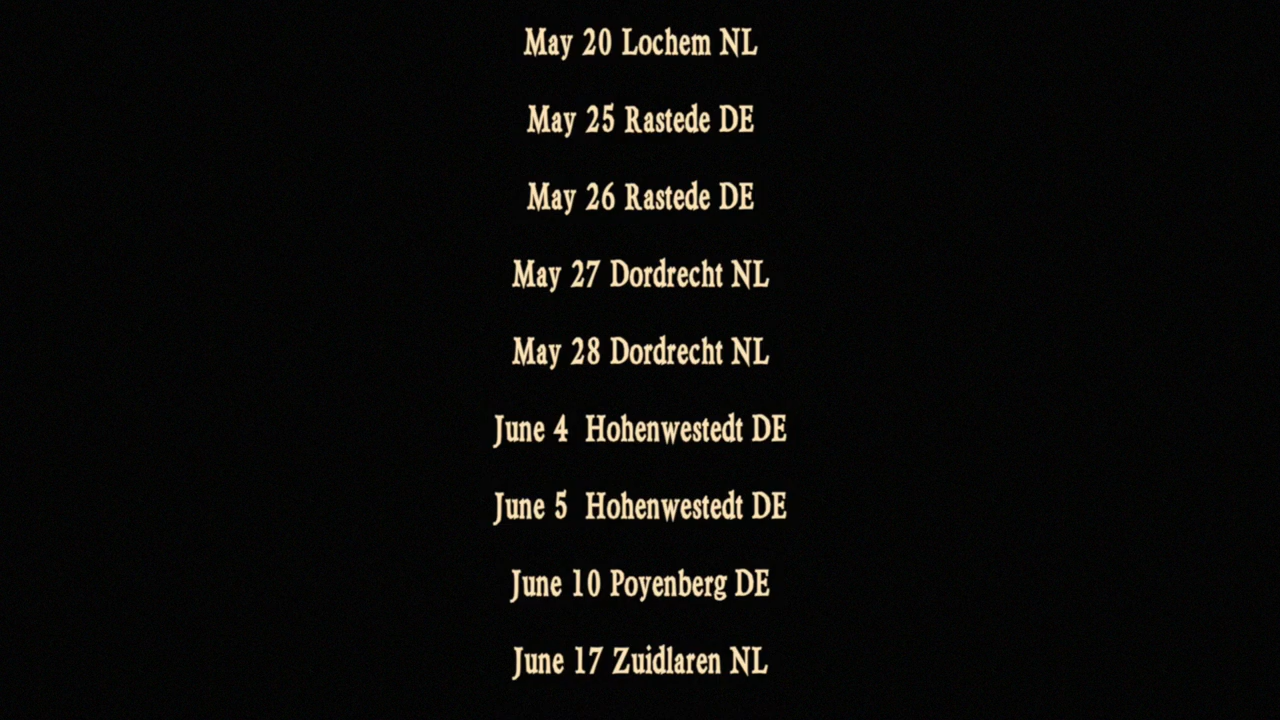 May 20 Lochem NL
May 25 Rastede DE
May 26 Rastede DE
May 27 Dordrecht NL
May 28 Dordrecht NL
June 4  Hohenwestedt DE
June 5  Hohenwestedt DE
June 10 Poyenberg DE
June 17 Zuidlaren NL